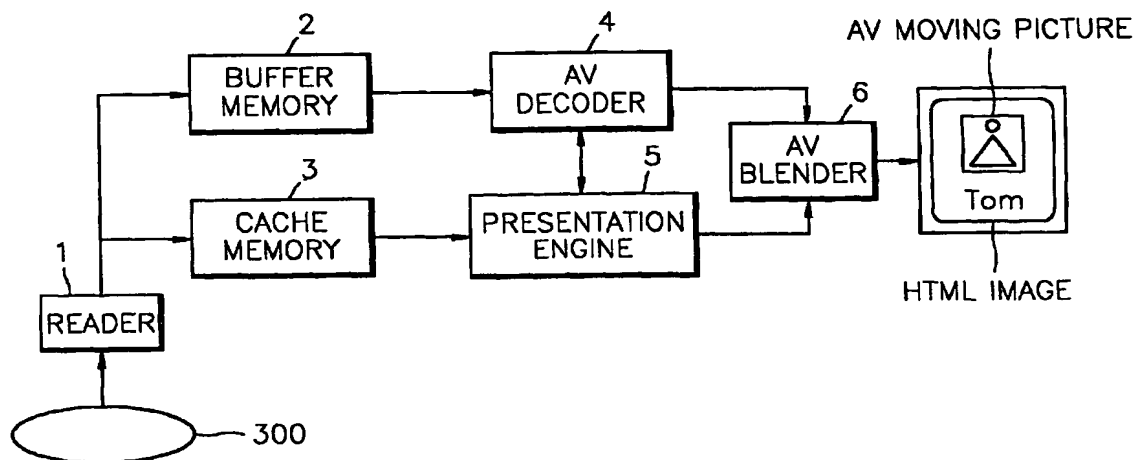 2
BUFFER
MEMORY
4
AV
DECODER
AV MOVING PICTURE
6
AV
BLENDER
Tom
HTML IMAGE
3
CACHE
MEMORY
5
PRESENTATION
ENGINE
1
READER
300